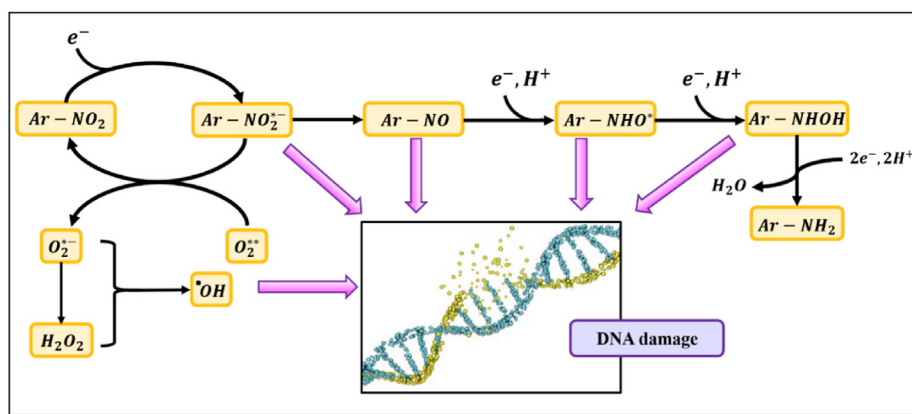 e⁻
e⁻, H⁺
e⁻, H⁺
Ar − NO₂
Ar − NO₂*⁻
Ar − NO
Ar − NHO*
Ar − NHOH
2e⁻, 2H⁺
H₂O
Ar − NH₂
O₂*⁻
O₂**
•OH
H₂O₂
DNA damage